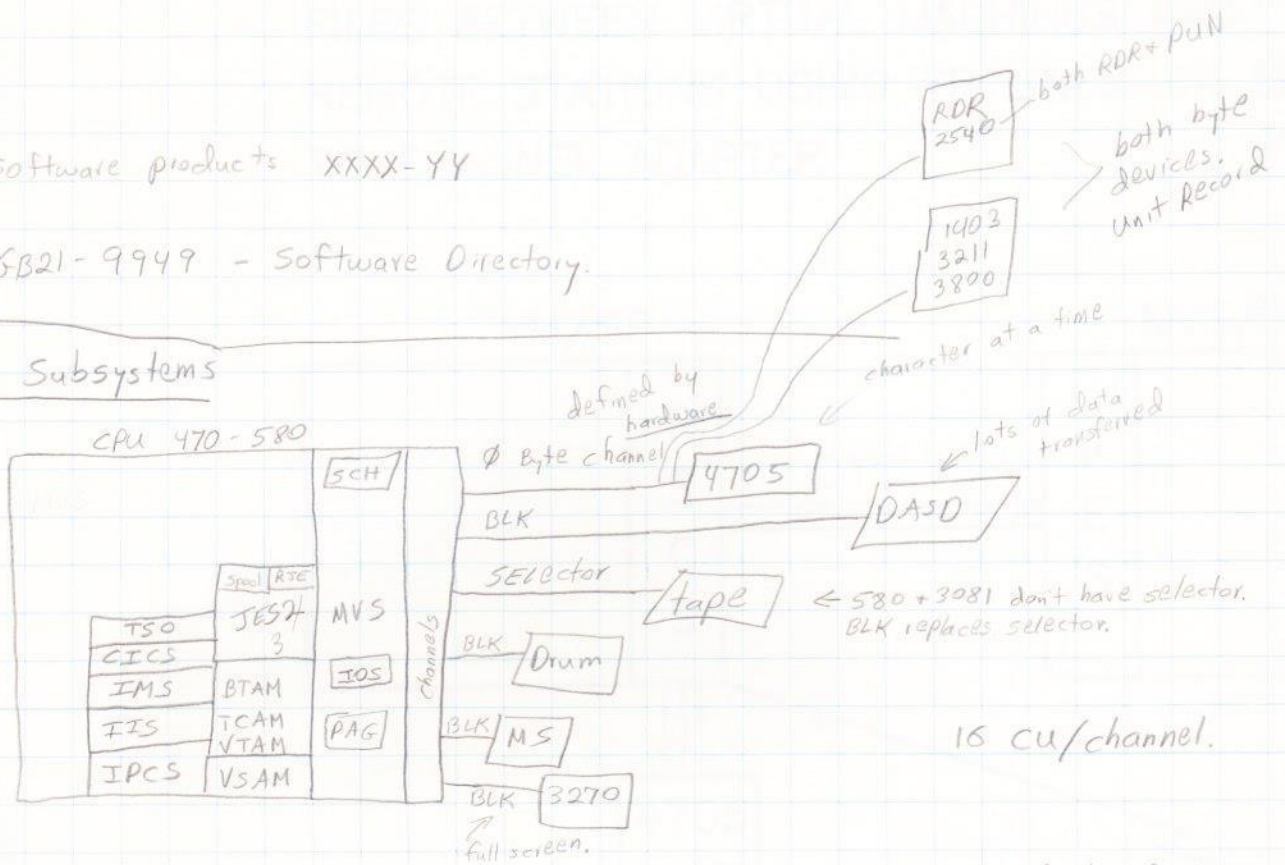 RDR
2540
both RDR + PUN
software products XXXX-YY
both byte
devices.
unit Record
GB21-9949 - Software Directory.
1403
3211
3800
Subsystems
character at a time
defined by
hardware
lots of data
transferred
CPU 470-580
SCH
Ø Byte channel
4705
BLK
DASD
SELEctor
tape
← 580 + 3081 don't have selector.
BLK replaces selector.
Spool RJE
JES2
3
MVS
channels
TSO
CICS
IMS
IIS
IPCS
BTAM
TCAM
VTAM
VSAM
IOS
PAG
BLK
Drum
BLK
MS
16 CU/channel.
BLK
3270
full screen.